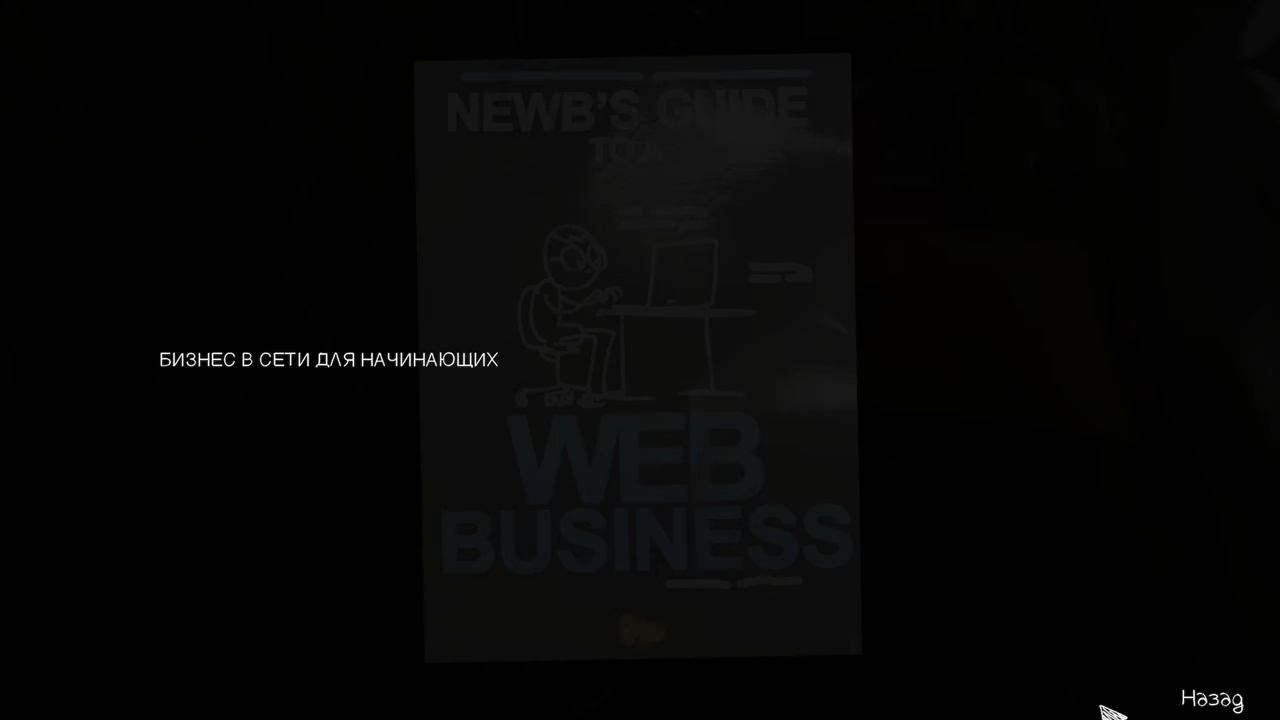 NEWB'S GUIDE
TO A
БИЗНЕС В СЕТИ ДЛЯ НАЧИНАЮЩИХ
WEB
BUSINESS
Назад